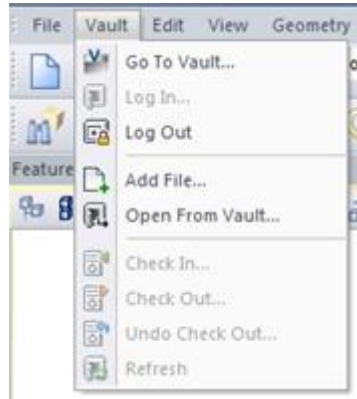 File Vault Edit View Geometry
Go To Vault...
Log In...
Log Out
Feature
Add File...
Open From Vault...
Check In...
Check Out...
Undo Check Out...
Refresh